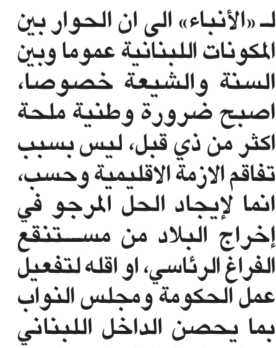 لـ «الأنباء» الى ان الحوار بين
المكونات اللبنانية عموما وبين
السنة والشيعة خصوصا،
اصبح ضرورة وطنية ملحة
اكثر من ذي قبل، ليس بسبب
تفاقم الازمة الاقليمية وحسب،
انما لإيجاد الحل المرجو في
إخراج البلاد من مستنقع
الفراغ الرئاسي، او اقله لتفعيل
عمل الحكومة ومجلس النواب
بما يحصن الداخل اللبناني